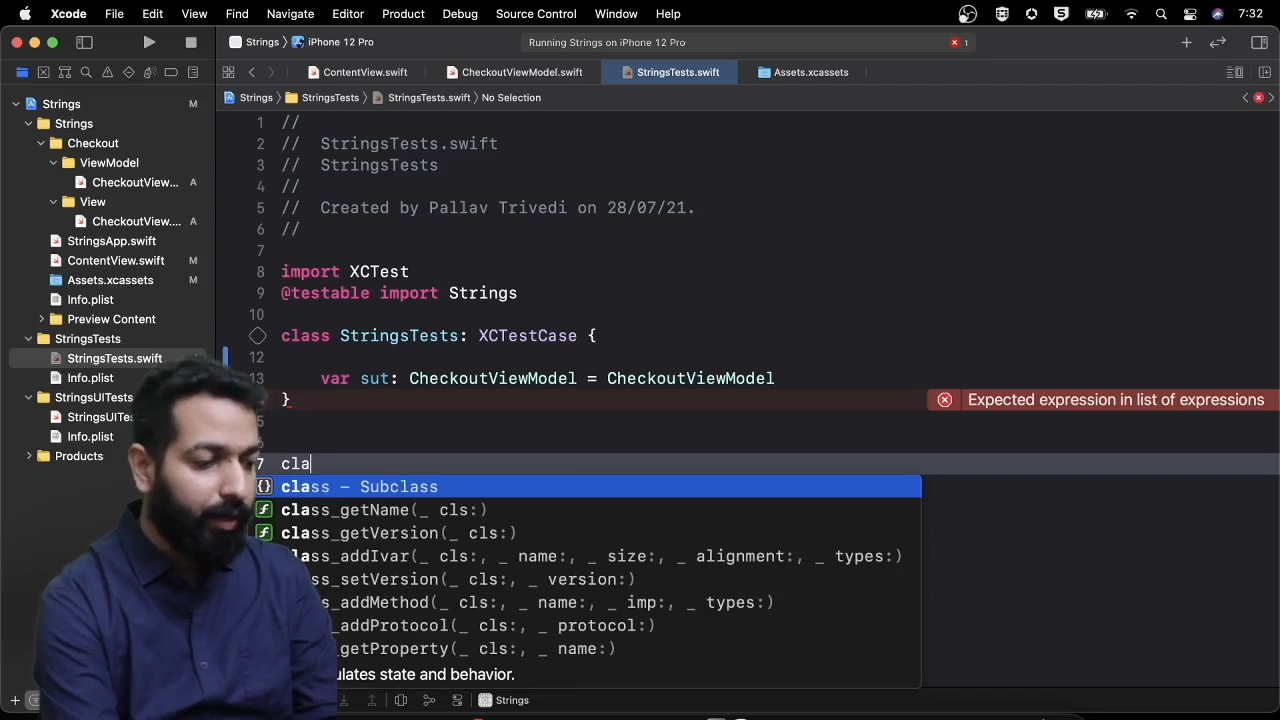 Xcode File Edit View Find Navigate Editor Product Debug Source Control Window Help 7:32
Strings iPhone 12 Pro Running Strings on iPhone 12 Pro 1
ContentView.swift CheckoutViewModel.swift StringsTests.swift Assets.xcassets
Strings StringsTests StringsTests.swift No Selection
Strings M
Strings
Checkout
ViewModel
CheckoutView... A
View
CheckoutView.... A
StringsApp.swift
ContentView.swift M
Assets.xcassets M
Info.plist
Preview Content
StringsTests
StringsTests.swift
Info.plist
StringsUITests
StringsUITes
Info.plist
Products
1 //
2 // StringsTests.swift
3 // StringsTests
4 //
5 // Created by Pallav Trivedi on 28/07/21.
6 //
7
8 import XCTest
9 @testable import Strings
10
11 class StringsTests: XCTestCase {
12
13 var sut: CheckoutViewModel = CheckoutViewModel
} Expected expression in list of expressions
5
6
7 cla
{} class – Subclass
f class_getName(_ cls:)
f class_getVersion(_ cls:)
class_addIvar(_ cls:, _ name:, _ size:, _ alignment:, _ types:)
ss_setVersion(_ cls:, _ version:)
s_addMethod(_ cls:, _ name:, _ imp:, _ types:)
_addProtocol(_ cls:, _ protocol:)
_getProperty(_ cls:, _ name:)
ulates state and behavior.
Strings